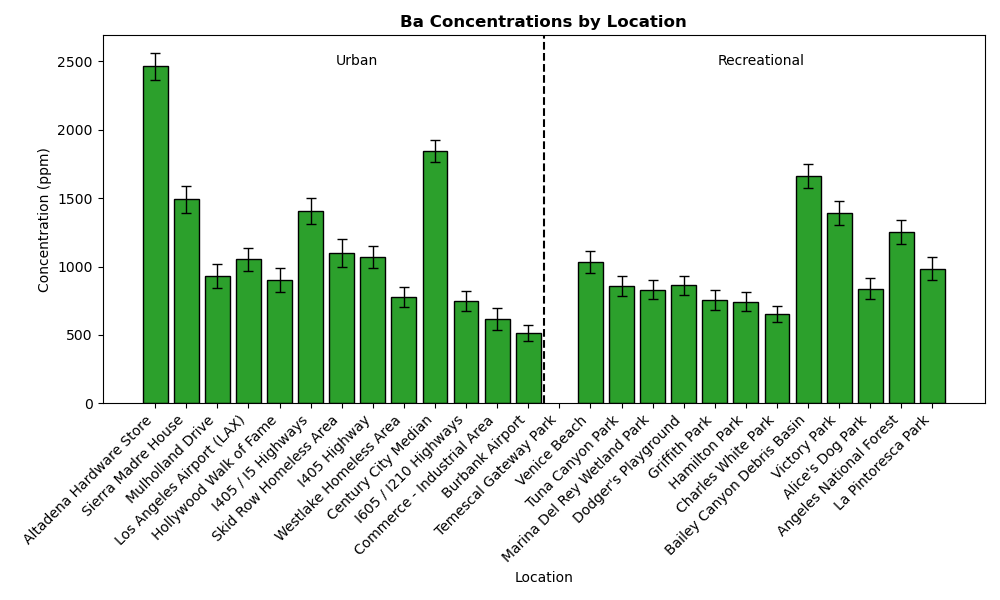 Ba Concentrations by Location
Urban
Recreational
Concentration (ppm)
2500
2000
1500
1000
500
0
Altadena Hardware Store
Sierra Madre House
Mulholland Drive
Los Angeles Airport (LAX)
Hollywood Walk of Fame
I405 / I5 Highways
Skid Row Homeless Area
I405 Highway
Westlake Homeless Area
Century City Median
I605 / I210 Highways
Commerce - Industrial Area
Burbank Airport
Temescal Gateway Park
Venice Beach
Tuna Canyon Park
Marina Del Rey Wetland Park
Dodger's Playground
Griffith Park
Hamilton Park
Charles White Park
Bailey Canyon Debris Basin
Victory Park
Alice's Dog Park
Angeles National Forest
La Pintoresca Park
Location